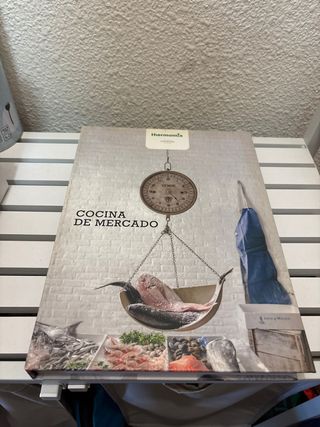 thermomix
COCINA
DE MERCADO